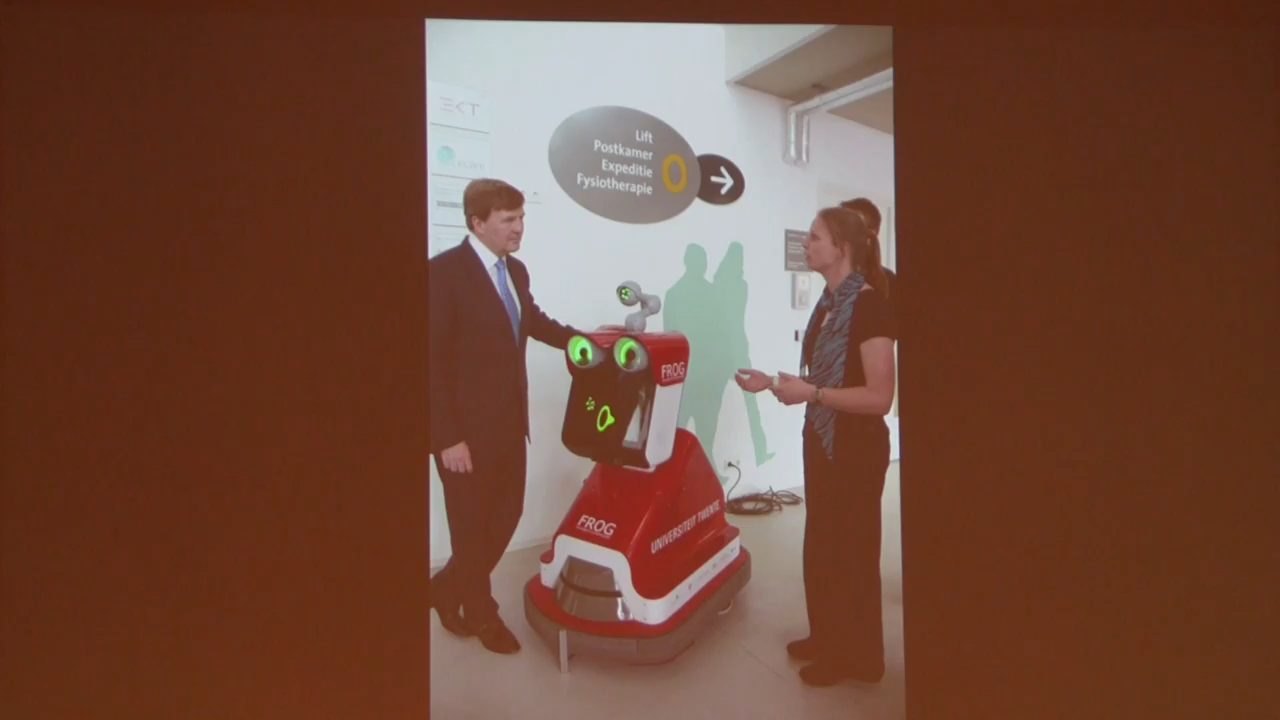 Lift
Postkamer
Expeditie
Fysiotherapie
FROG
FROG
UNIVERSITEIT TWENTE